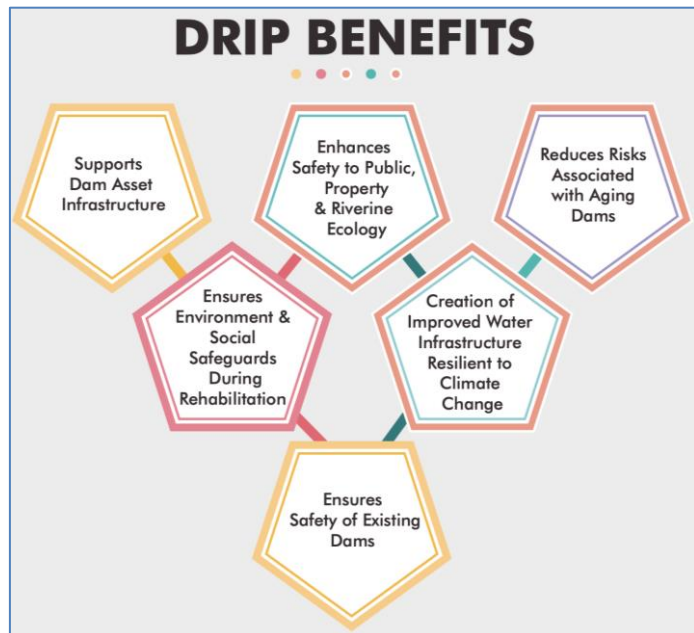 DRIP BENEFITS
Supports
Dam Asset
Infrastructure
Enhances
Safety to Public,
Property
& Riverine
Ecology
Reduces Risks
Associated
with Aging
Dams
Ensures
Environment &
Social
Safeguards
During
Rehabilitation
Creation of
Improved Water
Infrastructure
Resilient to
Climate
Change
Ensures
Safety of Existing
Dams